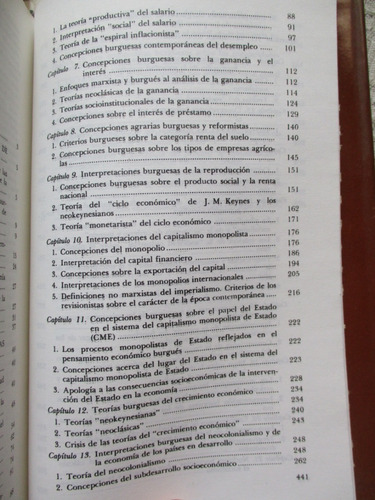 1. La teoría "productiva" del salario 88
2. Interpretación "social" del salario 91
3. Teoría de la "espiral inflacionista" 97
4. Concepciones burguesas contemporáneas del desempleo 101
Capítulo 7. Concepciones burguesas sobre la ganancia y el
interés 112
1. Enfoques marxista y burgués al análisis de la ganancia 112
2. Teorías neoclásicas de la ganancia 114
3. Teorías socioinstitucionales de la ganancia 124
4. Concepciones sobre el interés de préstamo 129
Capítulo 8. Concepciones agrarias burguesas y reformistas 140
1. Criterios burgueses sobre la categoría renta del suelo 140
2. Concepciones burguesas sobre los tipos de empresas agríco-
las 145
Capítulo 9. Interpretaciones burguesas de la reproducción 151
1. Concepciones burguesas sobre el producto social y la renta
nacional 151
2. Teoría del "ciclo económico" de J. M. Keynes y los
neokeynesianos 162
3. Teoría "monetarista" del ciclo económico 171
Capítulo 10. Interpretaciones del capitalismo monopolista 176
1. Concepciones del monopolio 176
2. Interpretación del capital financiero 186
3. Concepciones sobre la exportación del capital 194
4. Interpretaciones de los monopolios internacionales 205
5. Definiciones no marxistas del imperialismo. Criterios de los
revisionistas sobre el carácter de la época contemporánea 216
Capítulo 11. Concepciones burguesas sobre el papel del Estado
en el sistema del capitalismo monopolista de Estado
(CME) 222
1. Los procesos monopolistas de Estado reflejados en el
pensamiento económico burgués 222
2. Concepciones acerca del lugar del Estado en el sistema del
capitalismo monopolista de Estado 223
3. Apología a las consecuencias socioeconómicas de la interven-
ción del Estado en la economía 228
Capítulo 12. Teorías burguesas del crecimiento económico 234
1. Teorías "neokeynesianas" 240
2. Teorías "neoclásicas" 243
3. Crisis de las teorías del "crecimiento económico" 248
Capítulo 13. Interpretaciones burguesas del neocolonialismo y de
la economía de los países en desarrollo 248
1. Teoría del neocolonialismo 248
2. Concepciones del subdesarrollo socioeconómico 262
441